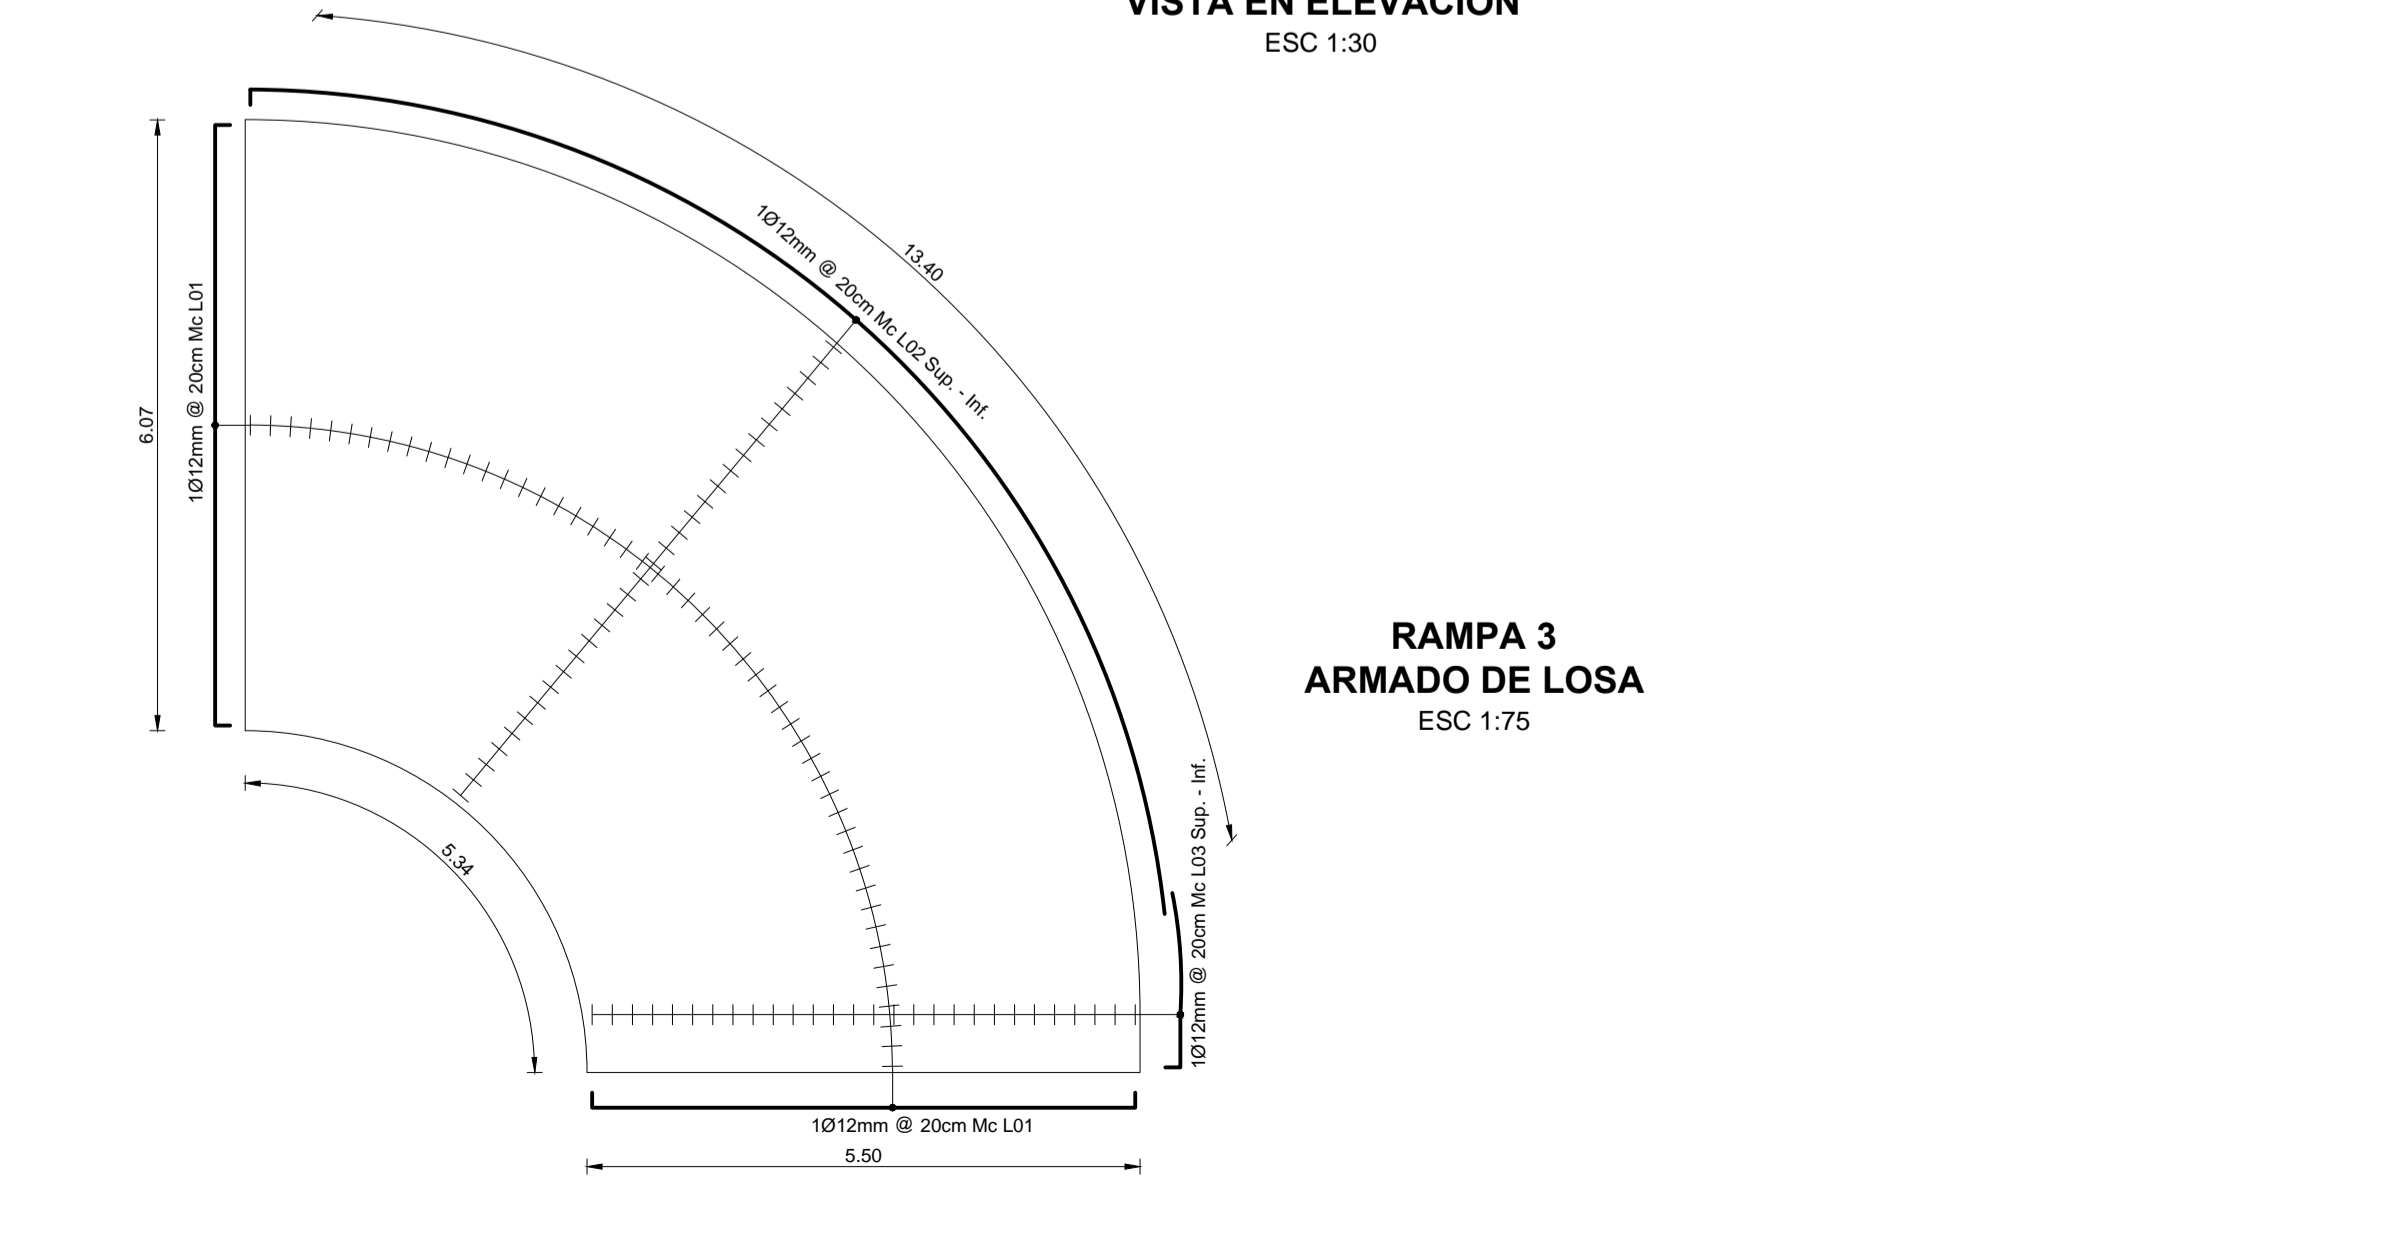 VISTA EN ELEVACION
ESC 1:30
13.40
1Ø12mm @ 20cm Mc L02 Sup. - Inf.
1Ø12mm @ 20cm Mc L01
6.07
RAMPA 3
ARMADO DE LOSA
ESC 1:75
5.34
1Ø12mm @ 20cm Mc L03 Sup. - Inf.
1Ø12mm @ 20cm Mc L01
5.50